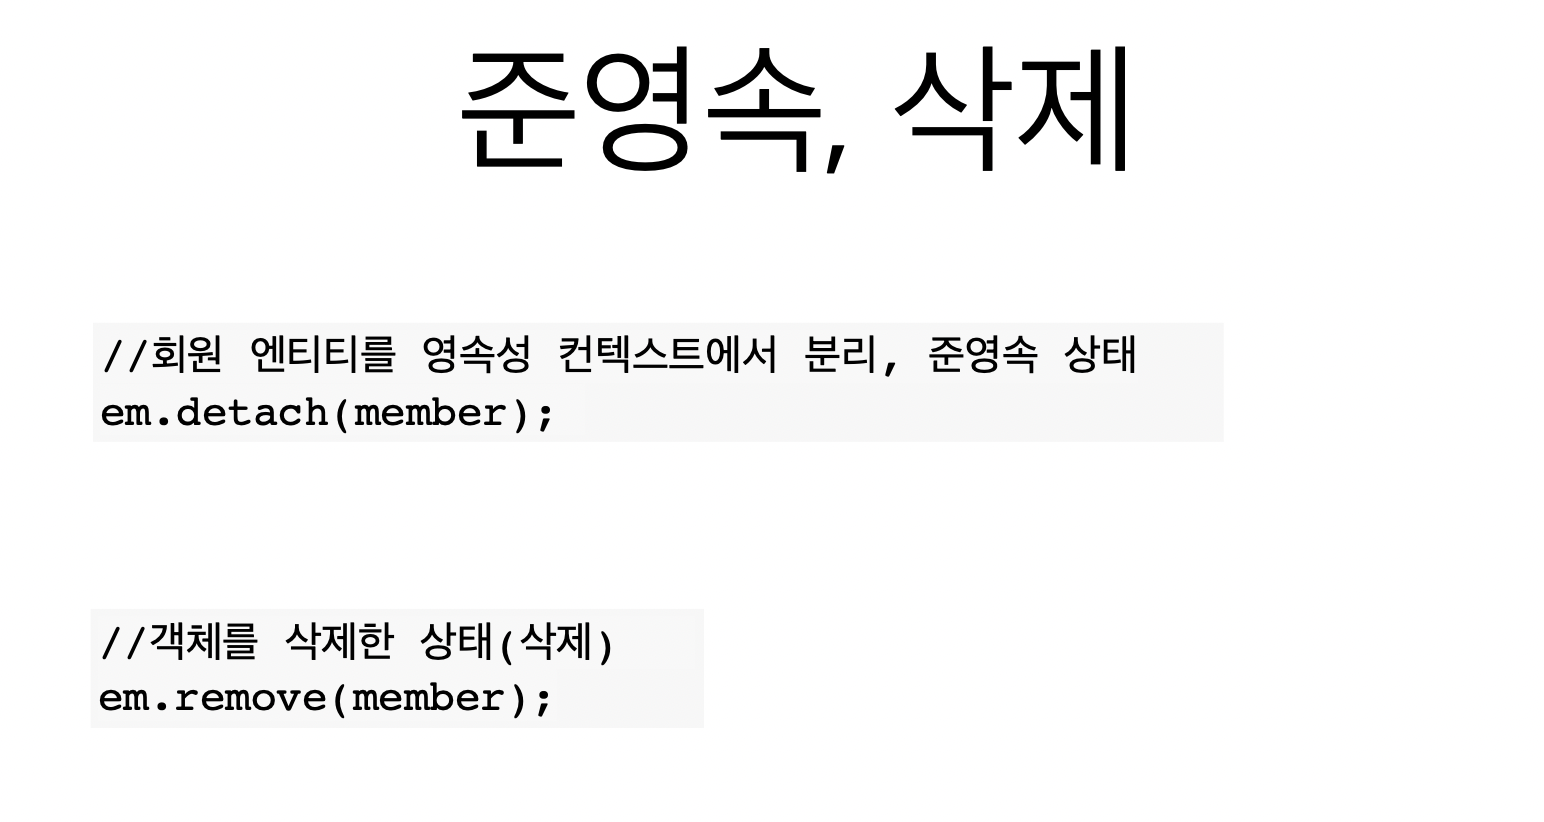 준영속, 삭제
//회원 엔티티를 영속성 컨텍스트에서 분리, 준영속 상태
em.detach(member);
//객체를 삭제한 상태(삭제)
em.remove(member);